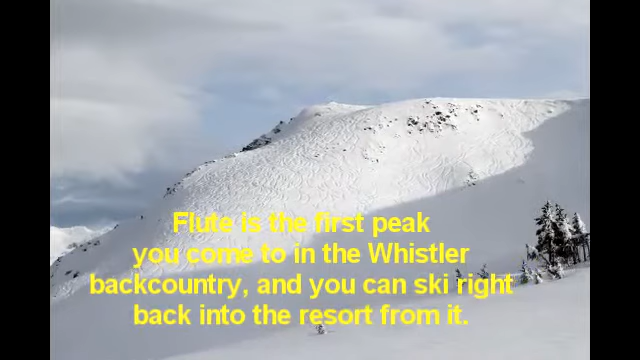 Flute is the first peak
you come to in the Whistler
backcountry, and you can ski right
back into the resort from it.